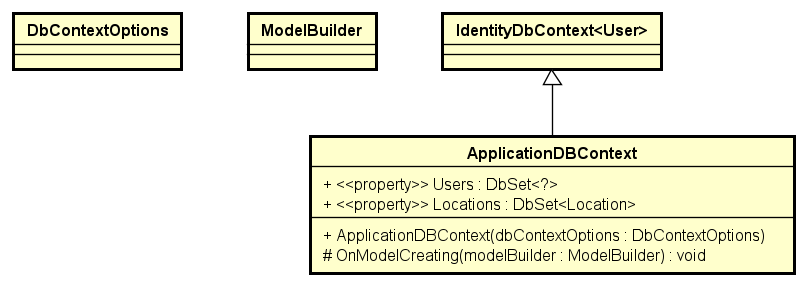 DbContextOptions
ModelBuilder
IdentityDbContext<User>
ApplicationDBContext
+ <<property>> Users : DbSet<?>
+ <<property>> Locations : DbSet<Location>
+ ApplicationDBContext(dbContextOptions : DbContextOptions)
# OnModelCreating(modelBuilder : ModelBuilder) : void